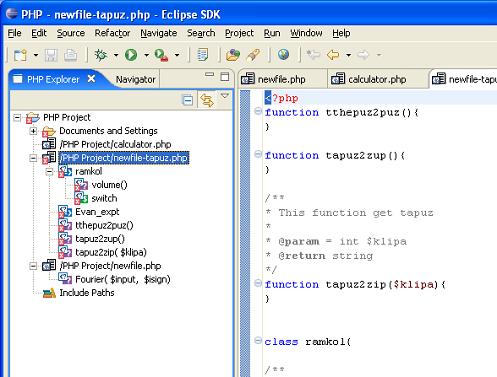 PHP - newfile-tapuz.php - Eclipse SDK
File Edit Source Refactor Navigate Search Project Run Window Help
PHP Explorer Navigator
newfile.php calculator.php newfile-tapu
PHP Project
Documents and Settings
/PHP Project/calculator.php
/PHP Project/newfile-tapuz.php
ramkol
volume()
switch
Evan_expt
tthepuz2puz()
tapuz2zup()
tapuz2zip( $klipa)
/PHP Project/newfile.php
Fourier( $input, $isign)
Include Paths
<?php
function tthepuz2puz(){
}
function tapuz2zup(){
}
/**
* This function get tapuz
*
* @param = int $klipa
* @return string
*/
function tapuz2zip($klipa){
}
class ramkol{
/**